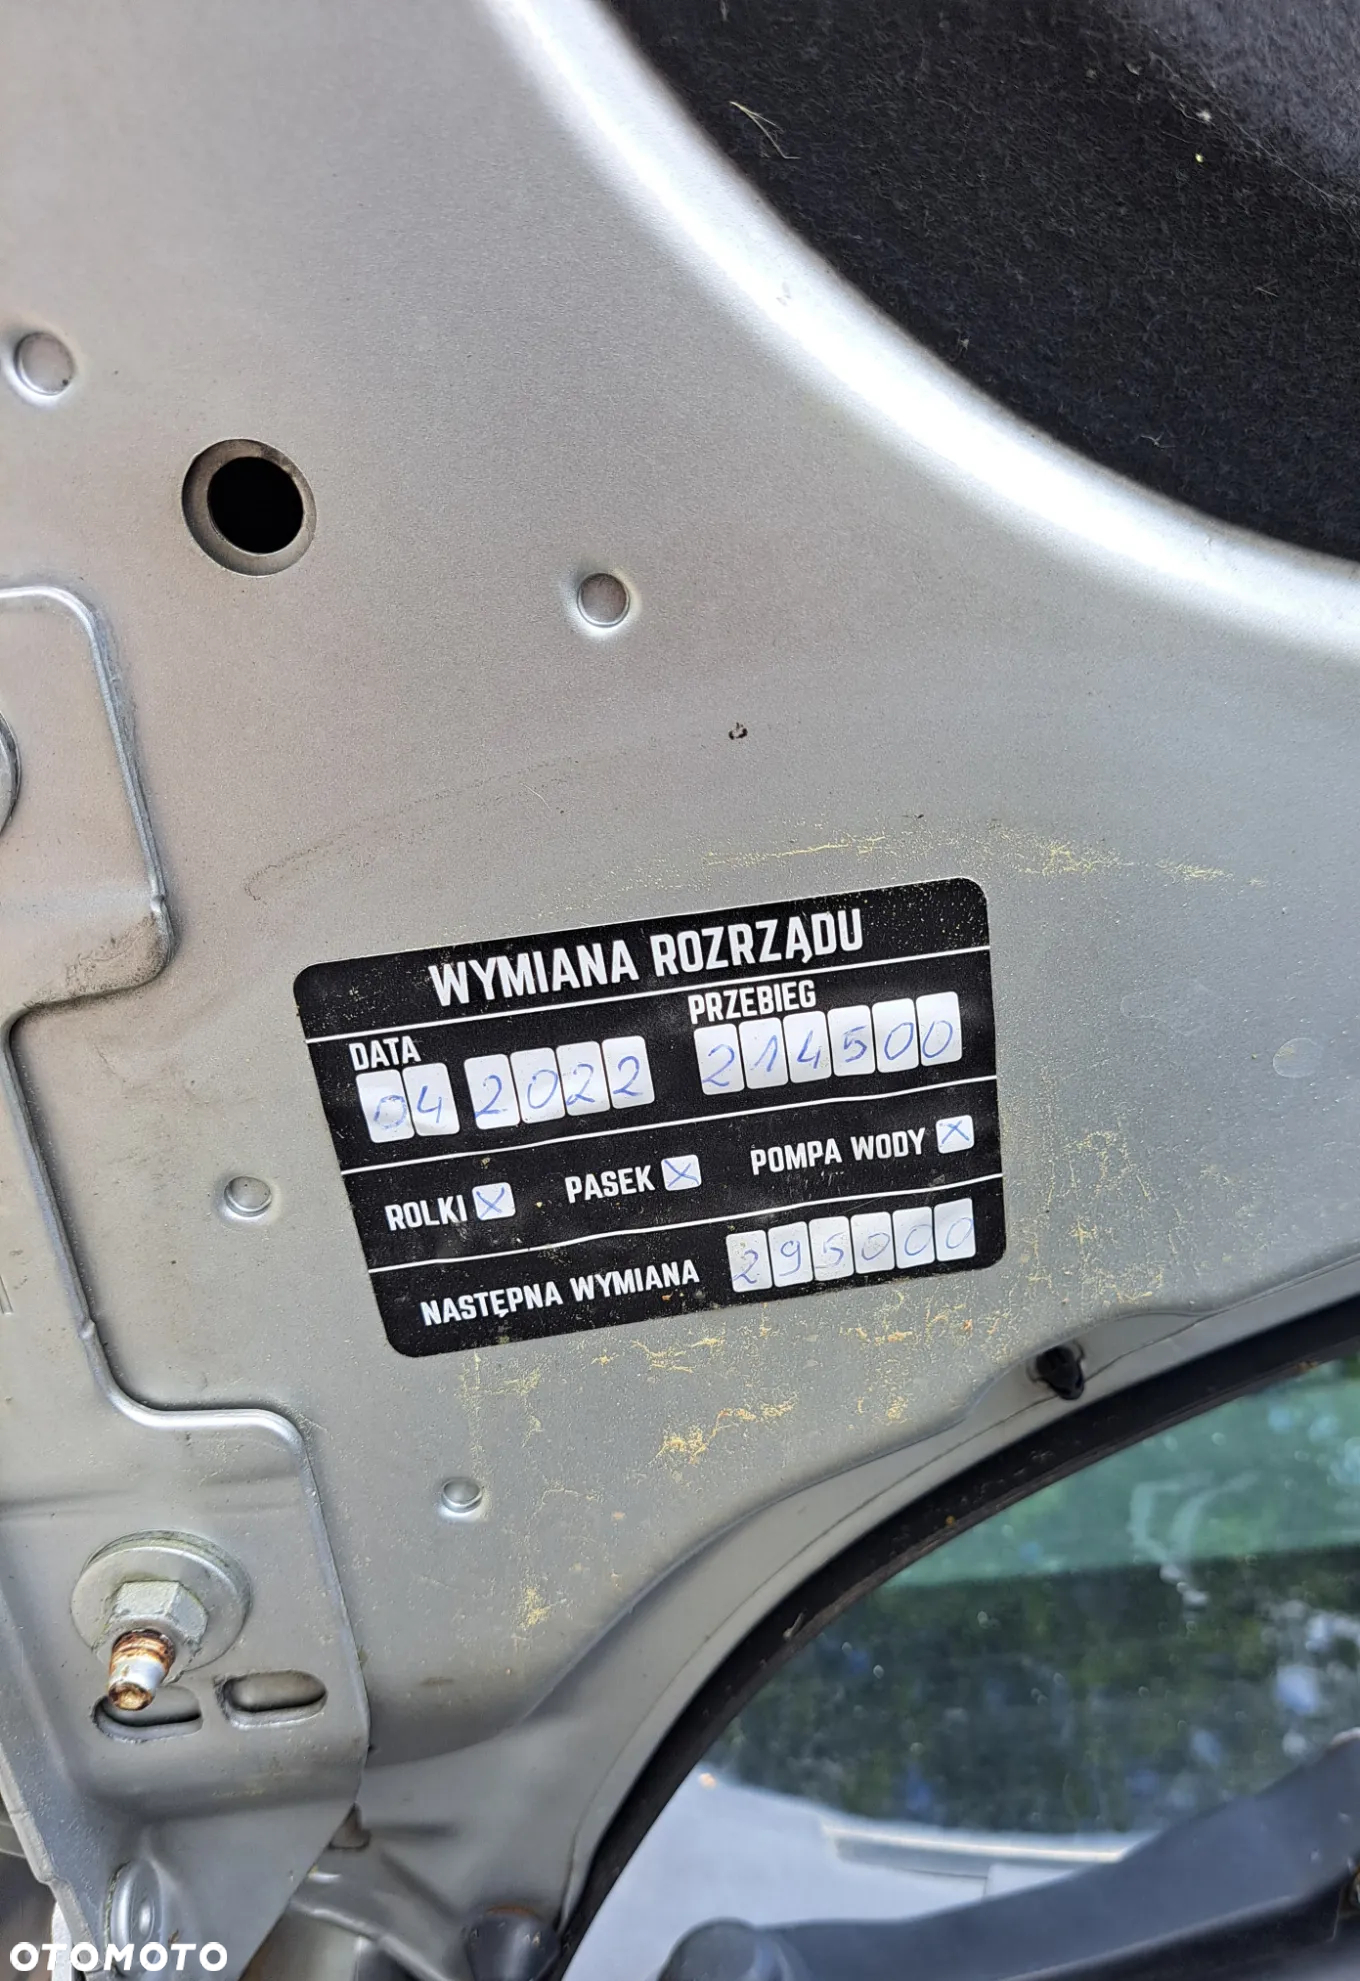 WYMIANA ROZRZĄDU
DATA PRZEBIEG
04 2022 214500
ROLKI X PASEK X POMPA WODY X
NASTĘPNA WYMIANA 295000
OTOMOTO